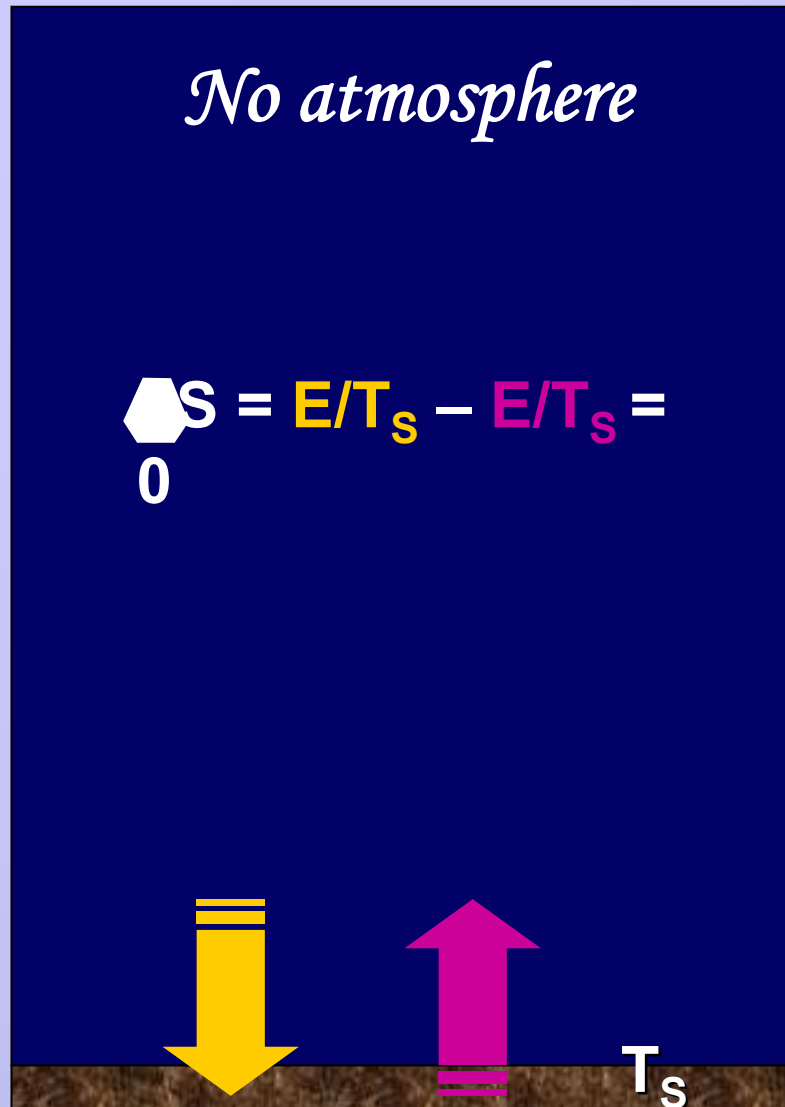 No atmosphere
S = E/TS – E/TS =
0
TS